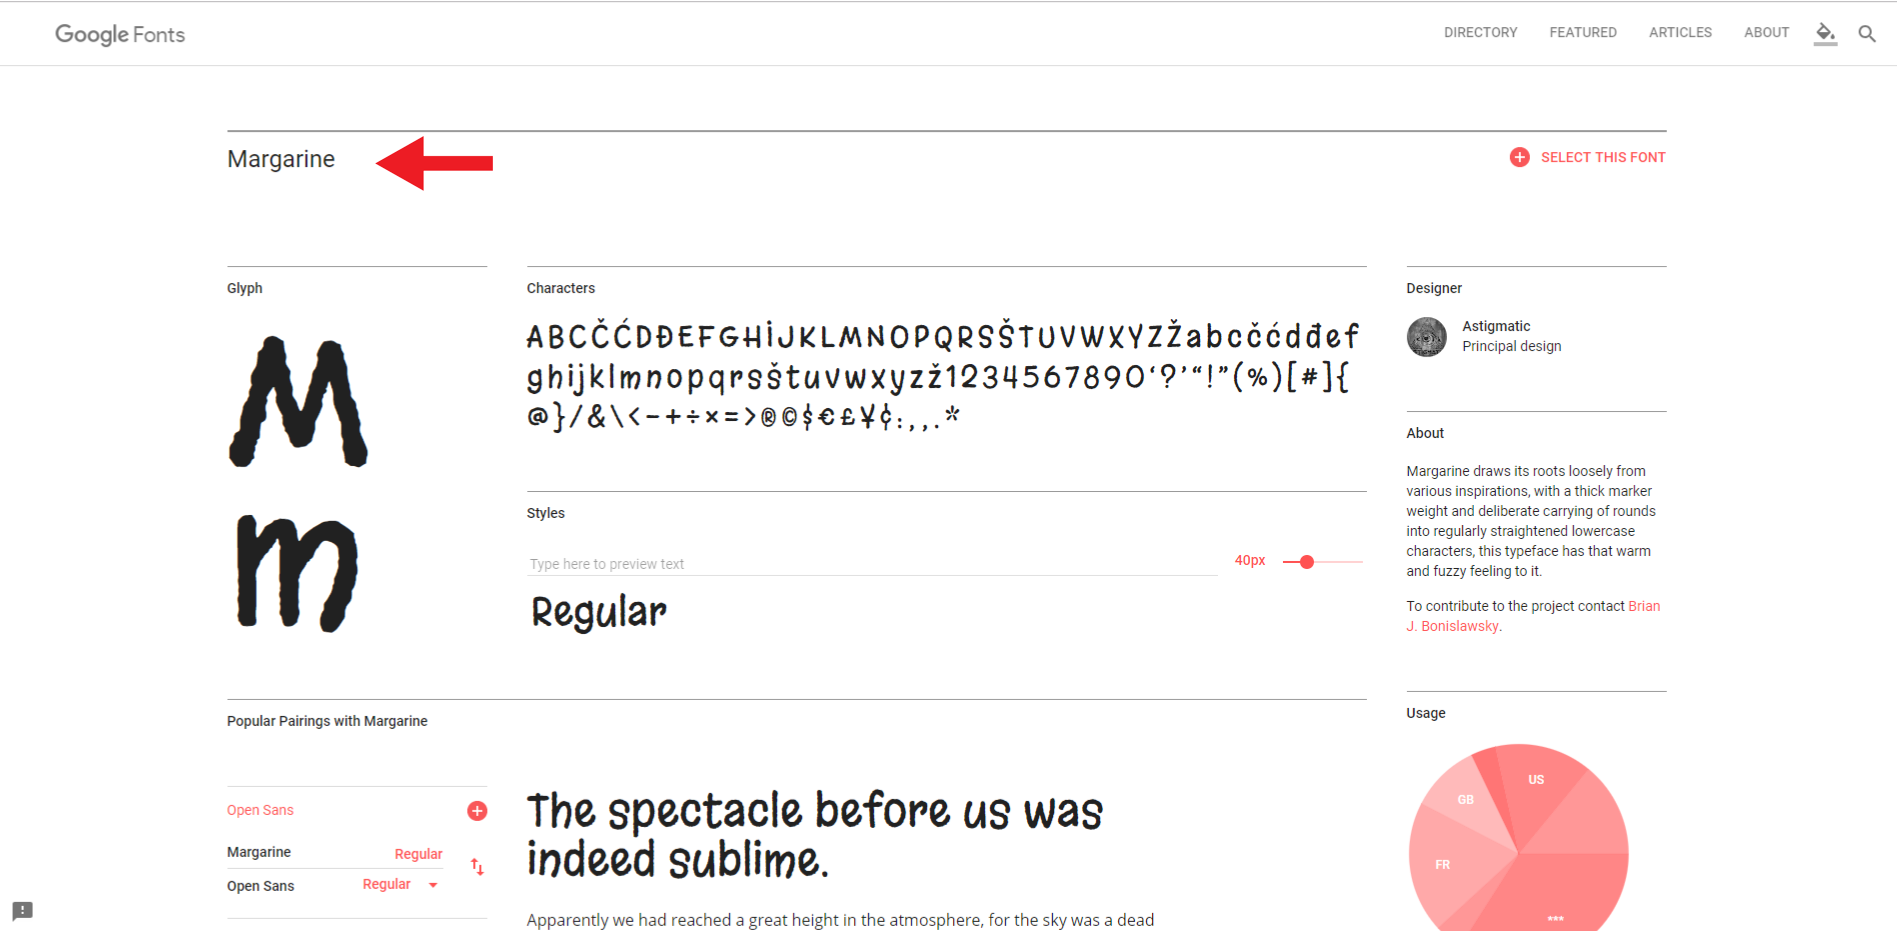 Google Fonts
DIRECTORY
FEATURED
ARTICLES
ABOUT
Margarine
SELECT THIS FONT
Glyph
M
m
Characters
ABCČĆDĐEFGHIJKLMNOPQRSŠTUVWXYZŽabcčćdđef
ghijklmnopqrsštuvwxyzž1234567890‘?’“!”(%)[#]{
@}/&\<-+÷×=>®©$€£¥¢:;,.*
Styles
Type here to preview text
40px
Regular
Designer
Astigmatic
Principal design
About
Margarine draws its roots loosely from
various inspirations, with a thick marker
weight and deliberate carrying of rounds
into regularly straightened lowercase
characters, this typeface has that warm
and fuzzy feeling to it.
To contribute to the project contact Brian
J. Bonislawsky.
Popular Pairings with Margarine
Open Sans
Margarine Regular
Open Sans Regular
The spectacle before us was
indeed sublime.
Apparently we had reached a great height in the atmosphere, for the sky was a dead
Usage
US
GB
FR
***